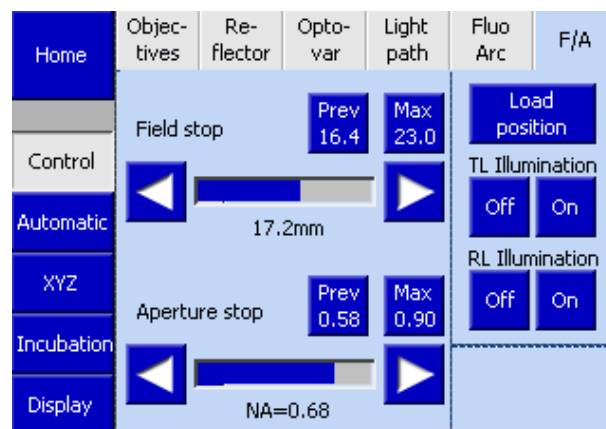 Home
Objec-
tives
Re-
flector
Opto-
var
Light
path
Fluo
Arc
F/A
Control
Automatic
XYZ
Incubation
Display
Field stop
Prev
16.4
Max
23.0
17.2mm
Aperture stop
Prev
0.58
Max
0.90
NA=0.68
Load
position
TL Illumination
Off
On
RL Illumination
Off
On